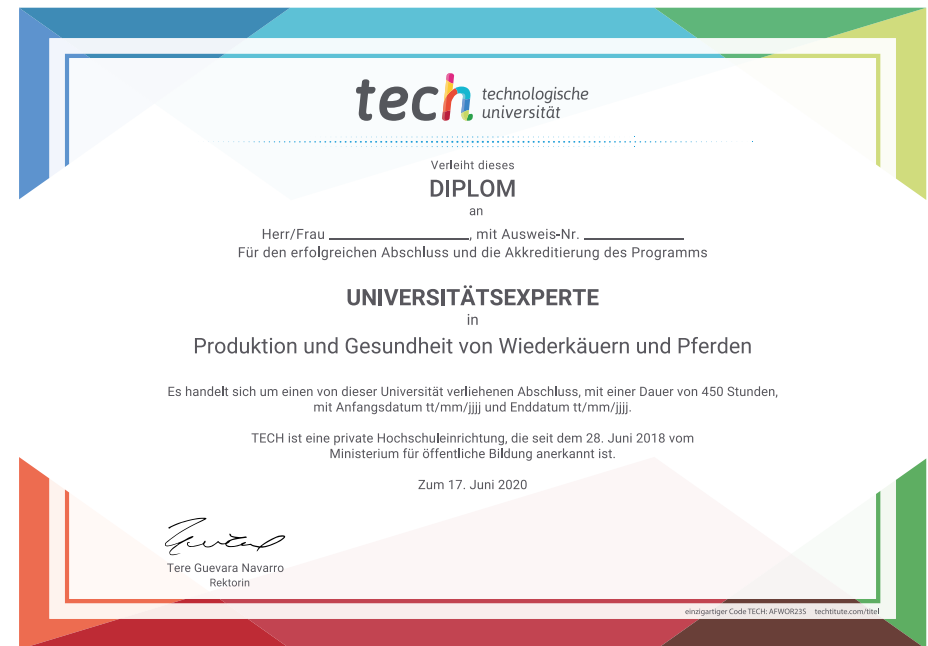 tech technologische
universität
Verleiht dieses
DIPLOM
an
Herr/Frau ____________, mit Ausweis-Nr. ____________
Für den erfolgreichen Abschluss und die Akkreditierung des Programms
UNIVERSITÄTSEXPERTE
in
Produktion und Gesundheit von Wiederkäuern und Pferden
Es handelt sich um einen von dieser Universität verliehenen Abschluss, mit einer Dauer von 450 Stunden,
mit Anfangsdatum tt/mm/jjjj und Enddatum tt/mm/jjjj.
TECH ist eine private Hochschuleinrichtung, die seit dem 28. Juni 2018 vom
Ministerium für öffentliche Bildung anerkannt ist.
Zum 17. Juni 2020
Tere Guevara Navarro
Rektorin
einzigartiger Code TECH: AFWOR23S techtitute.com/titel